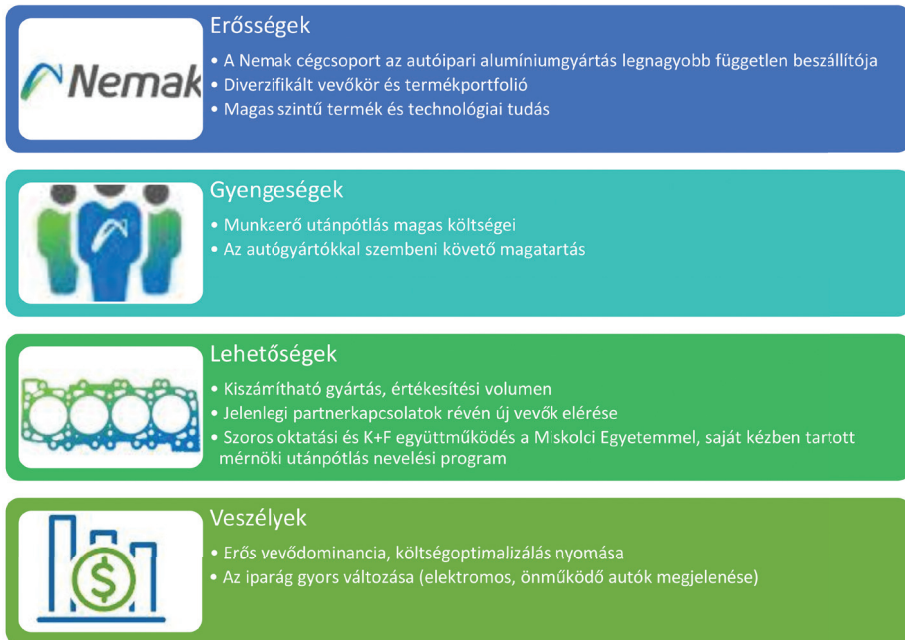 Nemak
Erősségek
• A Nemak cégcsoport az autóipari alumíniumgyártás legnagyobb független beszállítója
• Diverzifikált vevőkör és termékportfolió
• Magas szintű termék és technológiai tudás
Gyengeségek
• Munkaerő utánpótlás magas költségei
• Az autógyártókkal szembeni követő magatartás
Lehetőségek
• Kiszámítható gyártás, értékesítési volumen
• Jelenlegi partnerkapcsolatok révén új vevők elérése
• Szoros oktatási és K+F együttműködés a Miskolci Egyetemmel, saját kézben tartott
mérnöki utánpótlás nevelési program
$
Veszélyek
• Erős vevődominancia, költségoptimalizálás nyomása
• Az iparág gyors változása (elektromos, önműködő autók megjelenése)